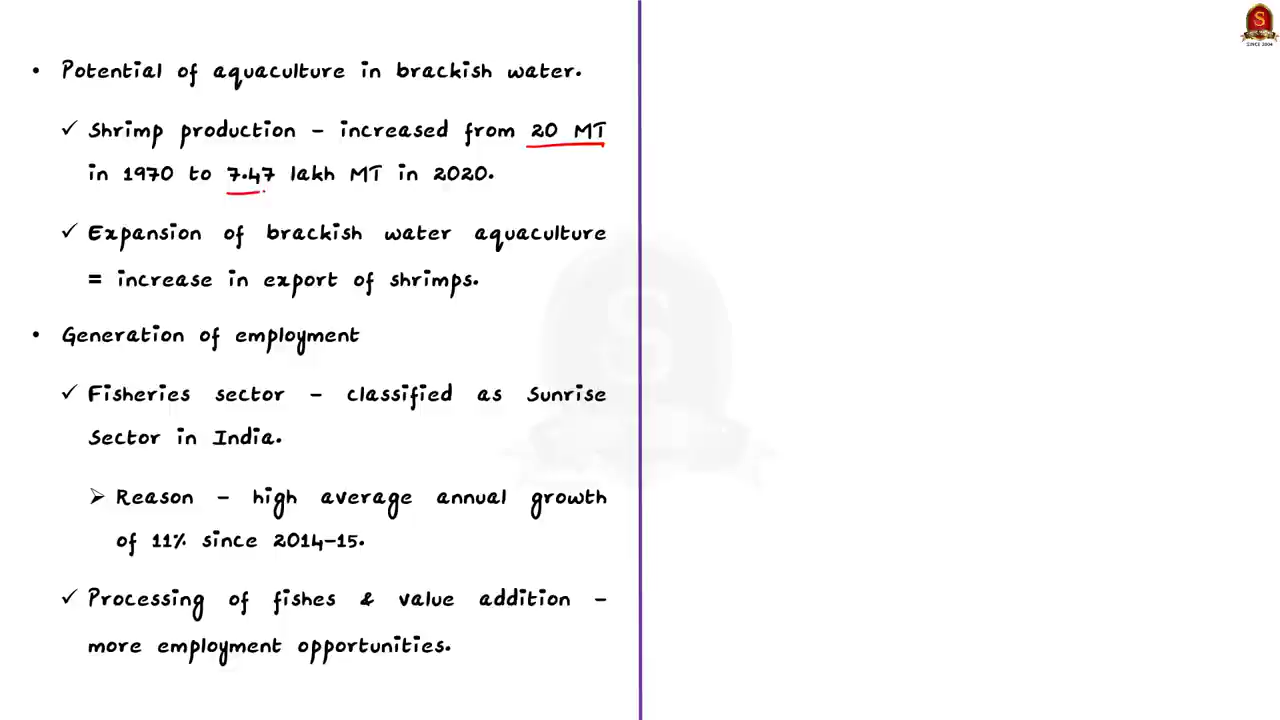 • Potential of aquaculture in brackish water.
✓ Shrimp production – increased from 20 MT
in 1970 to 7.47 lakh MT in 2020.
✓ Expansion of brackish water aquaculture
= increase in export of shrimps.
• Generation of employment
✓ Fisheries sector – classified as Sunrise
Sector in India.
➢ Reason – high average annual growth
of 11% since 2014-15.
✓ Processing of fishes & value addition –
more employment opportunities.
S
SINCE 2004
S